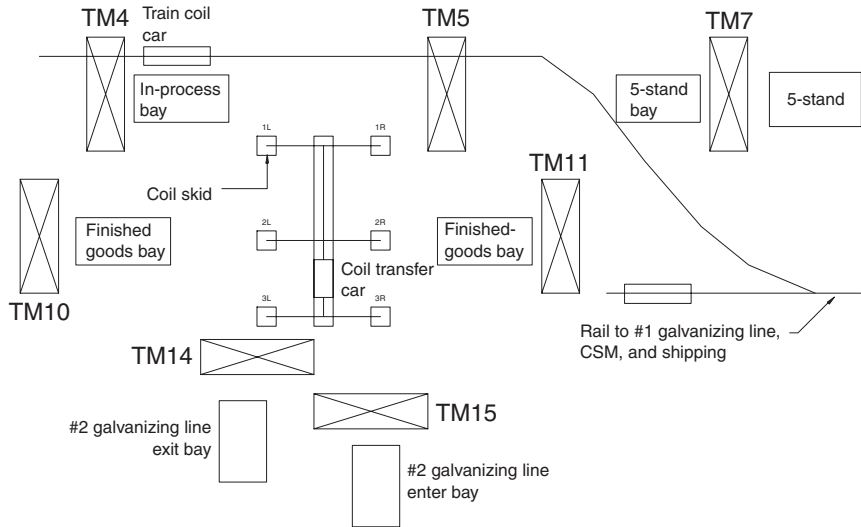 TM4
Train coil
car
TM5
TM7
In-process
bay
5-stand
bay
5-stand
1L
1R
TM11
Coil skid
2L
2R
Finished
goods bay
Finished-
goods bay
Coil transfer
car
TM10
3L
3R
Rail to #1 galvanizing line,
CSM, and shipping
TM14
TM15
#2 galvanizing line
exit bay
#2 galvanizing line
enter bay